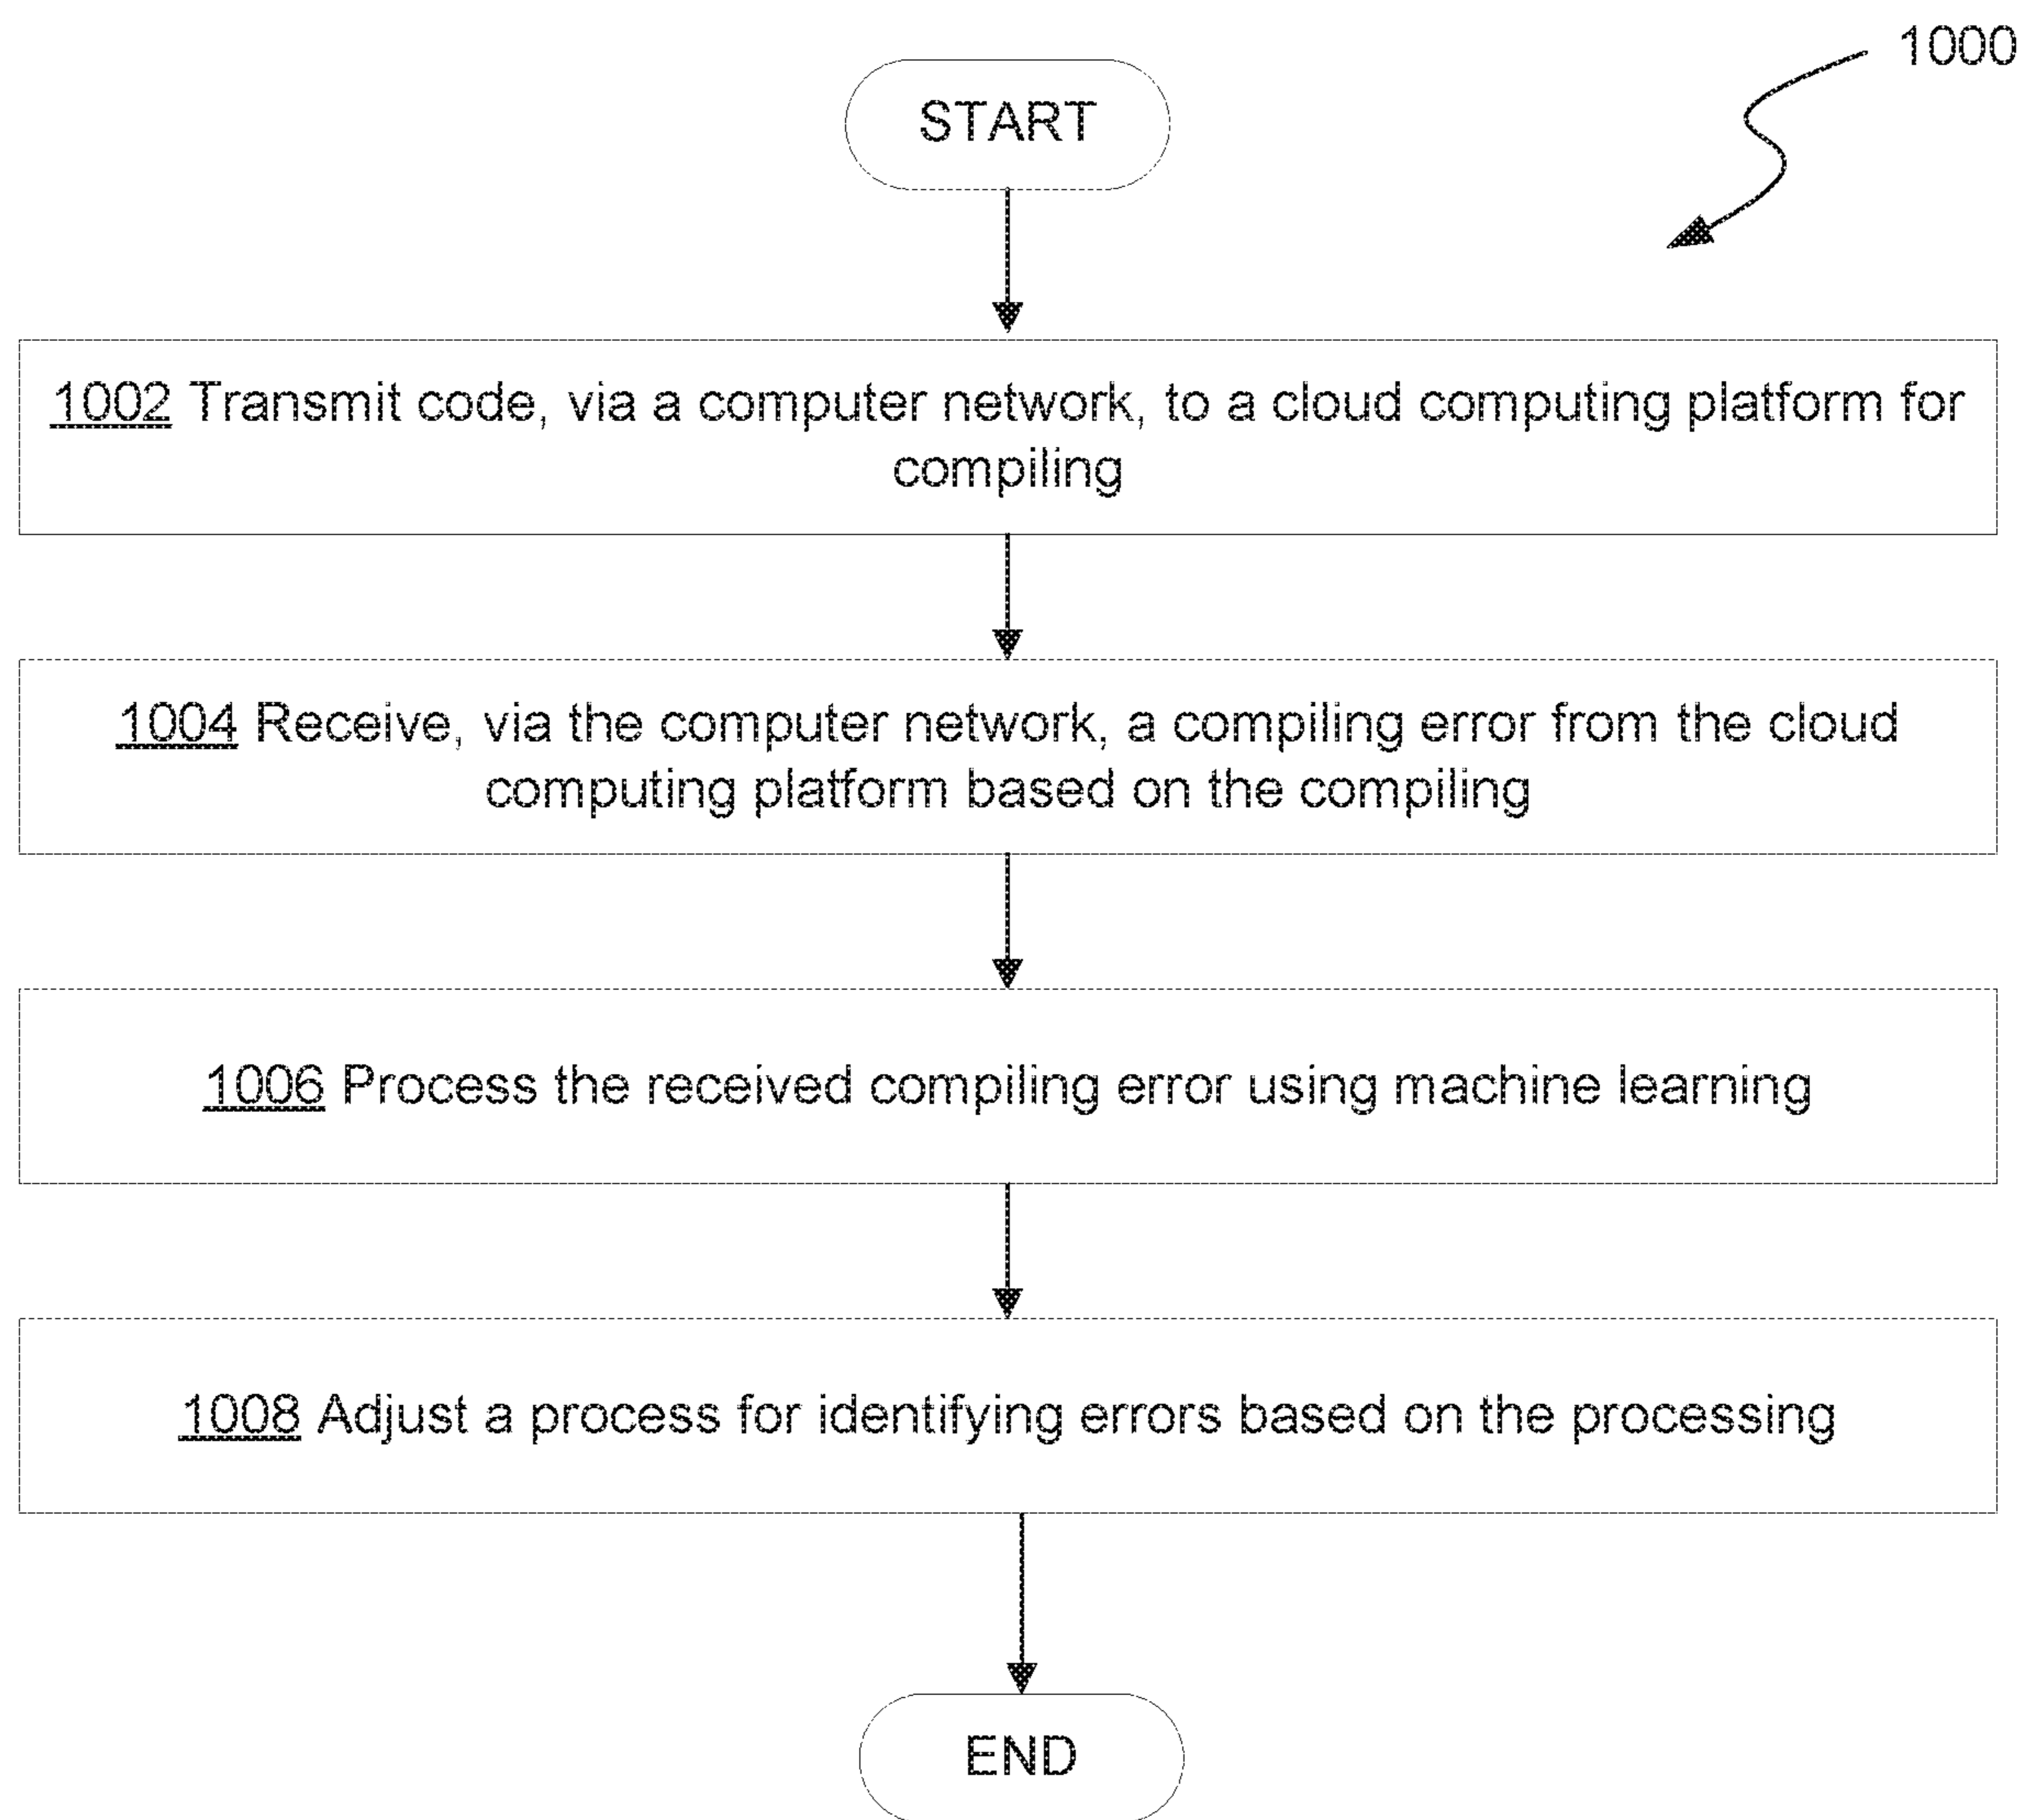 1000
START
1002 Transmit code, via a computer network, to a cloud computing platform for
compiling
1004 Receive, via the computer network, a compiling error from the cloud
computing platform based on the compiling
1006 Process the received compiling error using machine learning
1008 Adjust a process for identifying errors based on the processing
END